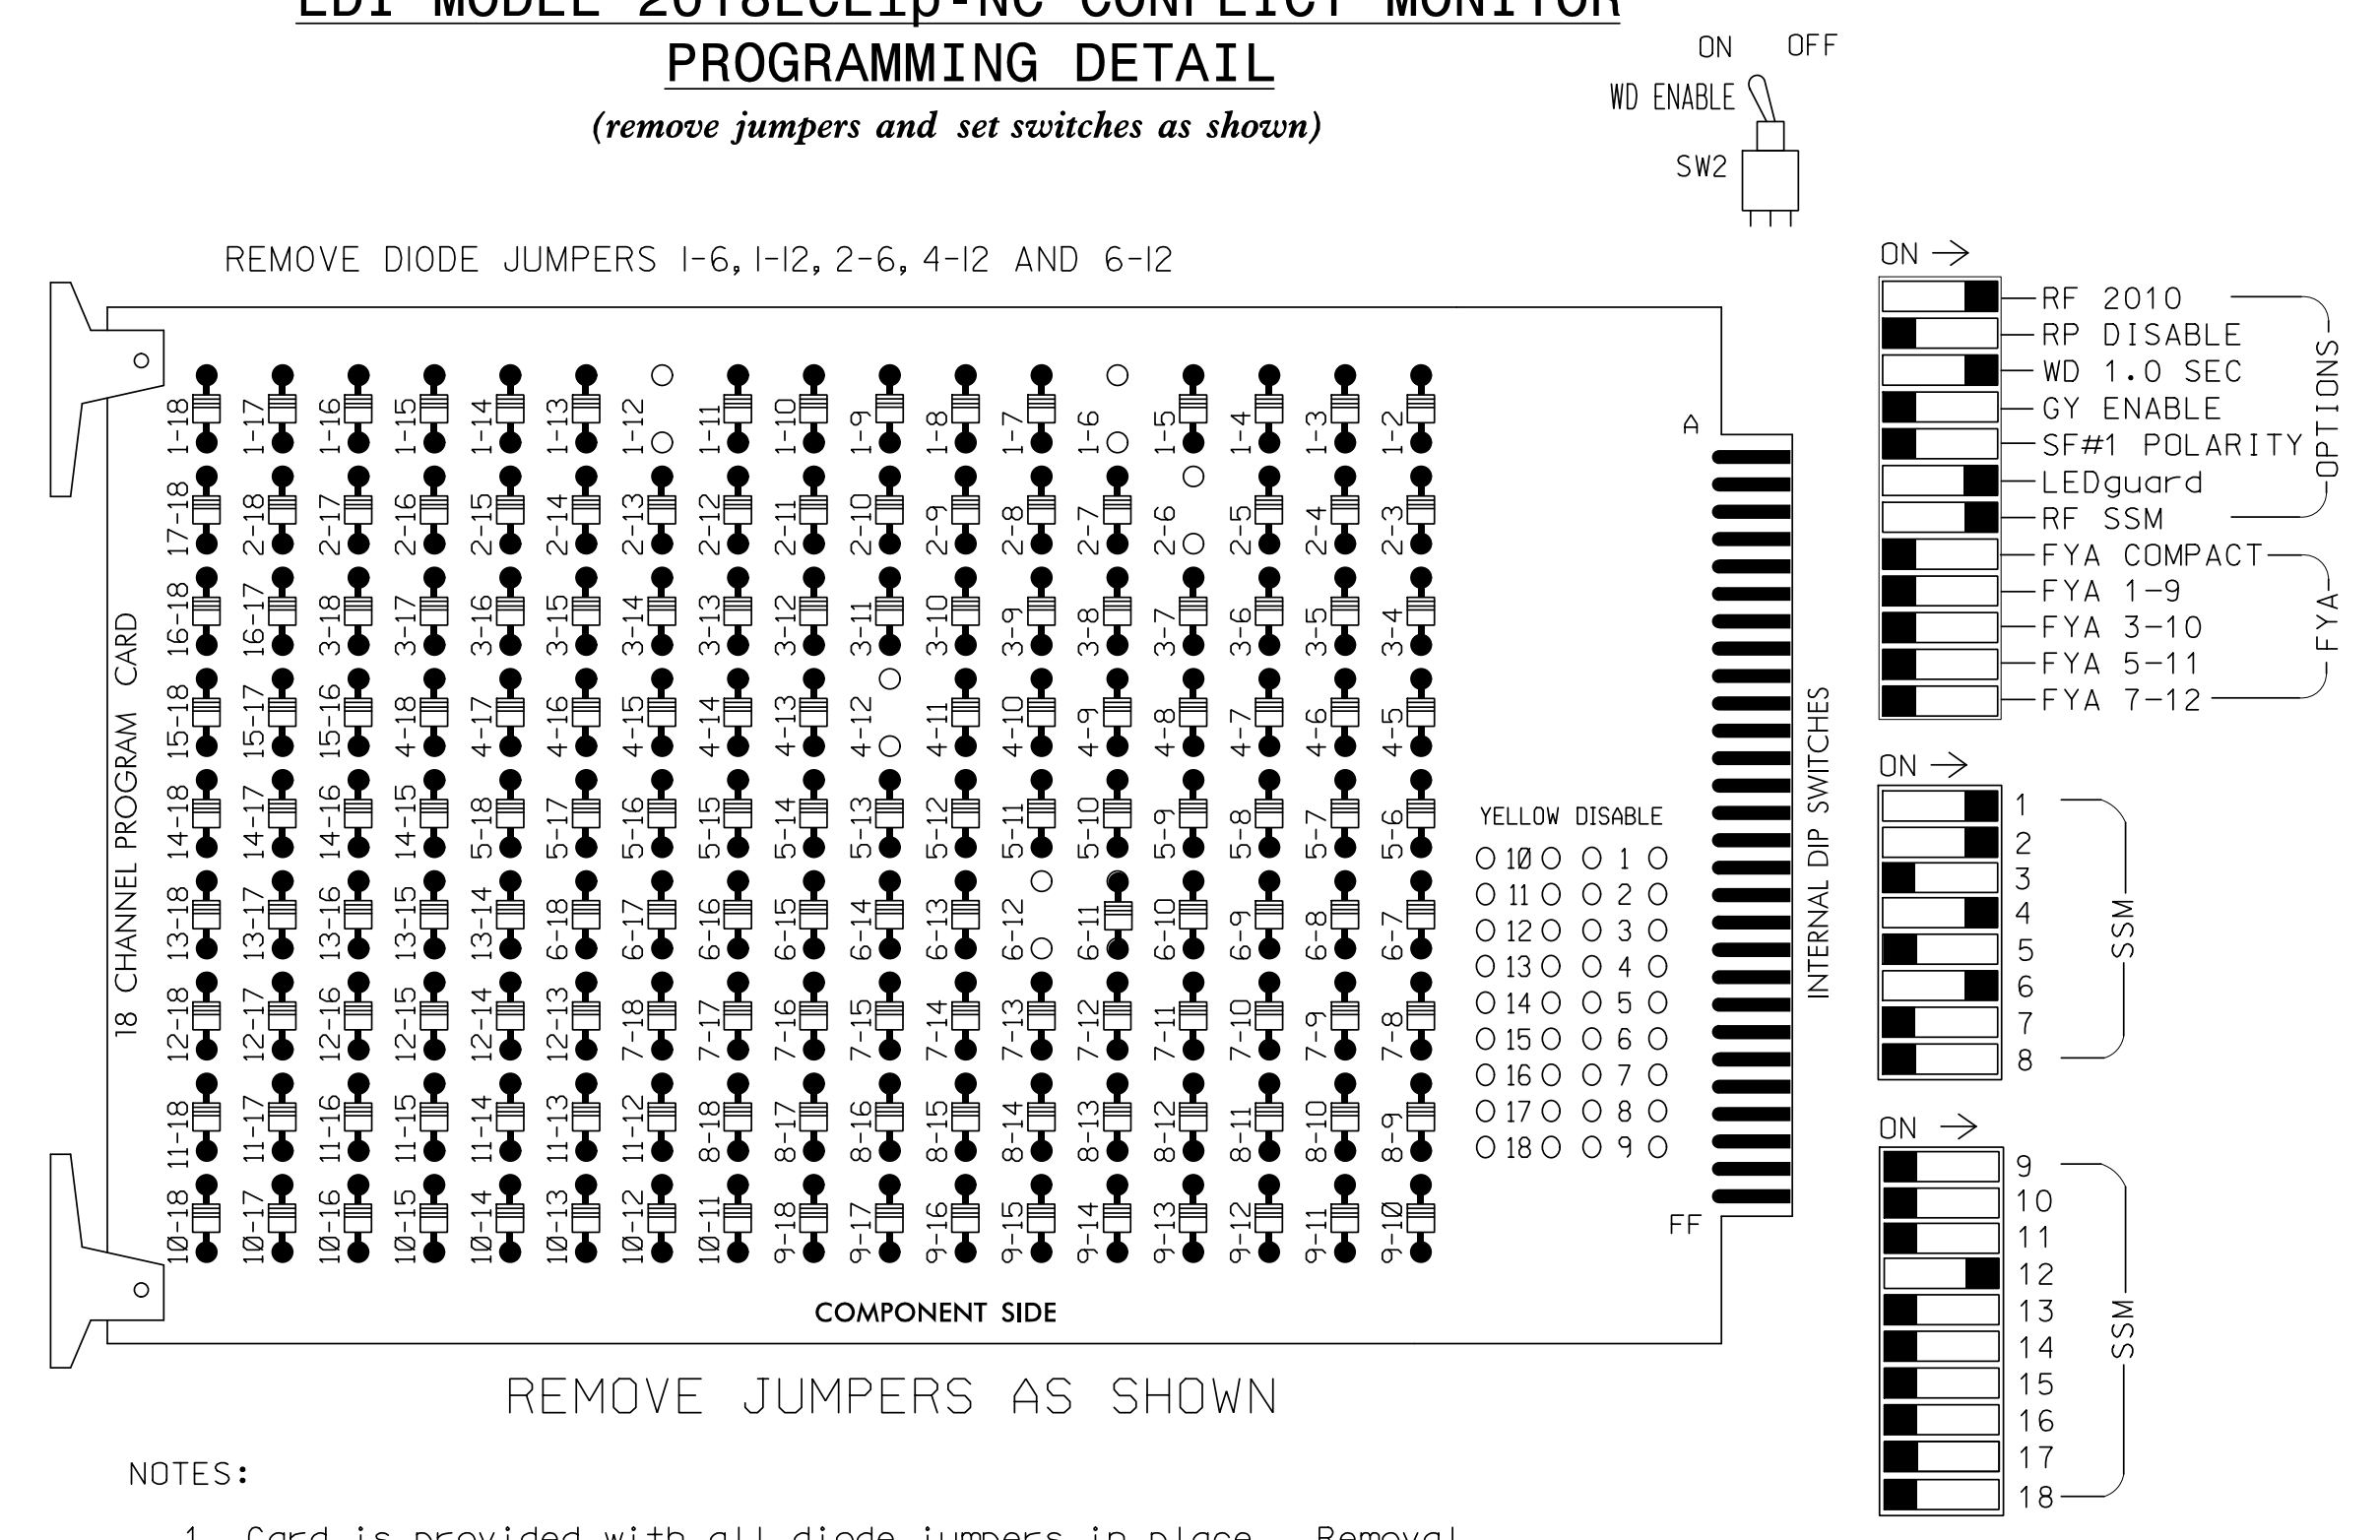 EDI MODEL 2018ECLip-NC CONFLICT MONITOR
PROGRAMMING DETAIL
(remove jumpers and set switches as shown)
ON OFF
WD ENABLE
SW2
REMOVE DIODE JUMPERS 1-6, 1-12, 2-6, 4-12 AND 6-12
18 CHANNEL PROGRAM CARD
1-18 1-17 1-16 1-15 1-14 1-13 1-12 1-11 1-10 1-9 1-8 1-7 1-6 1-5 1-4 1-3 1-2
17-18 2-18 2-17 2-16 2-15 2-14 2-13 2-12 2-11 2-10 2-9 2-8 2-7 2-6 2-5 2-4 2-3
16-18 16-17 3-18 3-17 3-16 3-15 3-14 3-13 3-12 3-11 3-10 3-9 3-8 3-7 3-6 3-5 3-4
15-18 15-17 15-16 4-18 4-17 4-16 4-15 4-14 4-13 4-12 4-11 4-10 4-9 4-8 4-7 4-6 4-5
14-18 14-17 14-16 14-15 5-18 5-17 5-16 5-15 5-14 5-13 5-12 5-11 5-10 5-9 5-8 5-7 5-6
13-18 13-17 13-16 13-15 13-14 6-18 6-17 6-16 6-15 6-14 6-13 6-12 6-11 6-10 6-9 6-8 6-7
12-18 12-17 12-16 12-15 12-14 12-13 7-18 7-17 7-16 7-15 7-14 7-13 7-12 7-11 7-10 7-9 7-8
11-18 11-17 11-16 11-15 11-14 11-13 11-12 8-18 8-17 8-16 8-15 8-14 8-13 8-12 8-11 8-10 8-9
10-18 10-17 10-16 10-15 10-14 10-13 10-12 10-11 9-18 9-17 9-16 9-15 9-14 9-13 9-12 9-11 9-10
YELLOW DISABLE
10 1
11 2
12 3
13 4
14 5
15 6
16 7
17 8
18 9
A
FF
COMPONENT SIDE
INTERNAL DIP SWITCHES
ON
RF 2010
RP DISABLE
WD 1.0 SEC
GY ENABLE
SF#1 POLARITY
LEDguard
RF SSM
OPTIONS
FYA COMPACT
FYA 1-9
FYA 3-10
FYA 5-11
FYA 7-12
FYA
ON
1
2
3
4
5
6
7
8
SSM
ON
9
10
11
12
13
14
15
16
17
18
SSM
REMOVE JUMPERS AS SHOWN
NOTES:
1. Card is provided with all diode jumpers in place. Removal